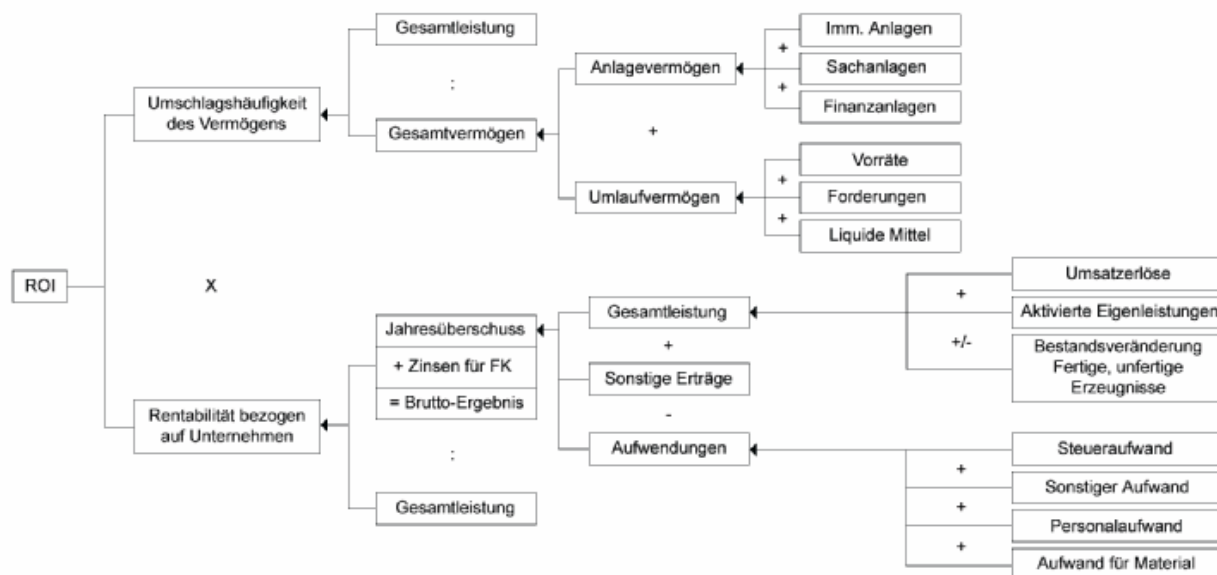 Gesamtleistung
:
Umschlagshäufigkeit
des Vermögens
Gesamtvermögen
Anlagevermögen
+
Umlaufvermögen
Imm. Anlagen
+
Sachanlagen
+
Finanzanlagen
Vorräte
+
Forderungen
+
Liquide Mittel
ROI
X
Rentabilität bezogen
auf Unternehmen
Jahresüberschuss
+ Zinsen für FK
= Brutto-Ergebnis
:
Gesamtleistung
Gesamtleistung
+
Sonstige Erträge
-
Aufwendungen
Umsatzerlöse
+
Aktivierte Eigenleistungen
+/-
Bestandsveränderung
Fertige, unfertige
Erzeugnisse
Steueraufwand
+
Sonstiger Aufwand
+
Personalaufwand
+
Aufwand für Material